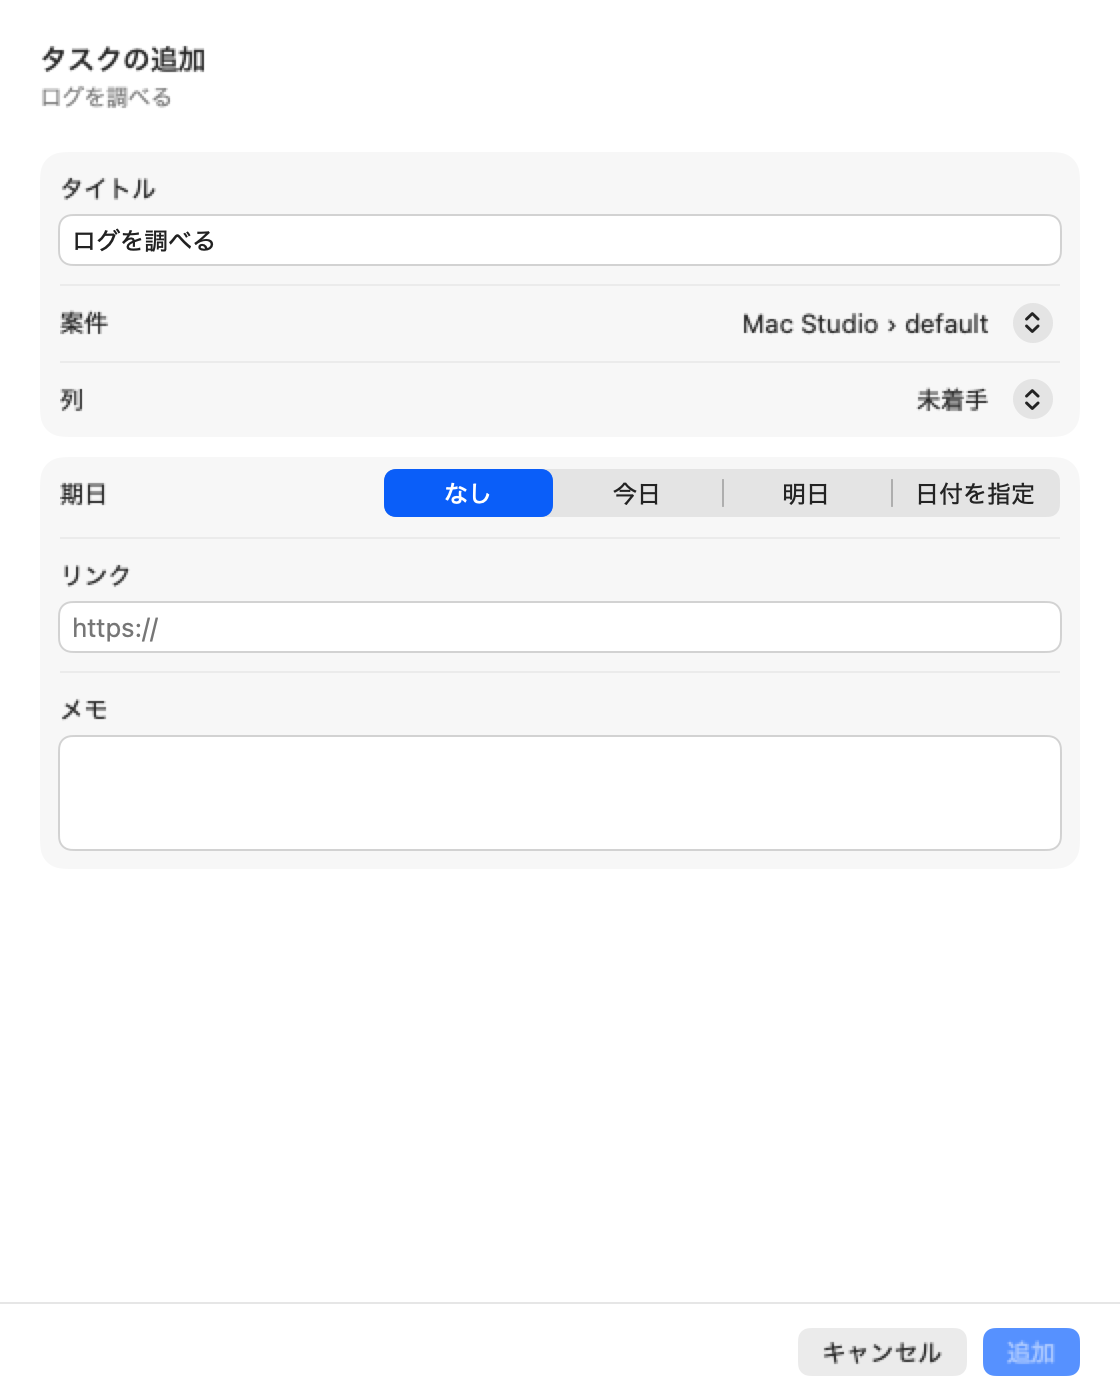 タスクの追加
ログを調べる
タイトル
ログを調べる
案件 Mac Studio › default
列 未着手
期日 なし 今日 明日 日付を指定
リンク
https://
メモ
キャンセル 追加